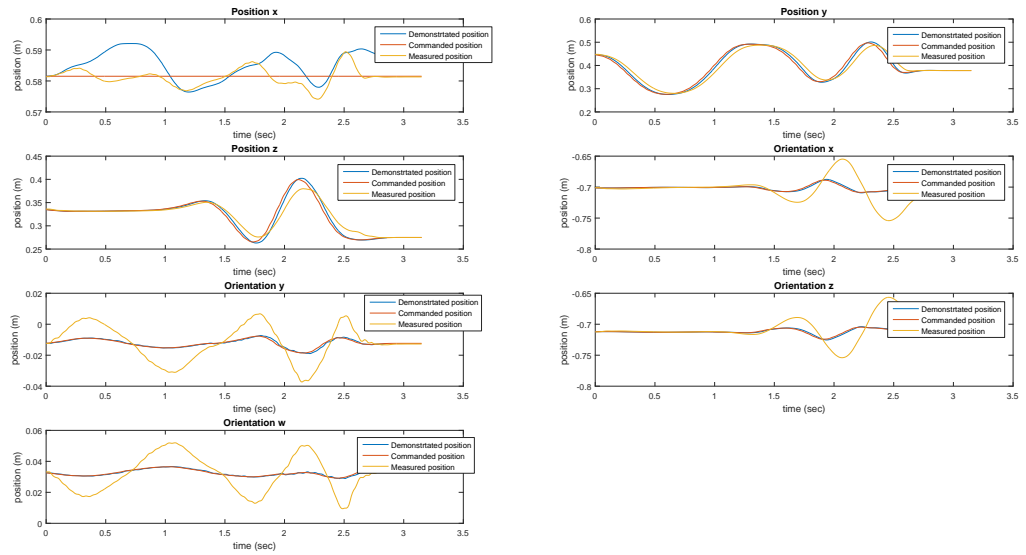 Position x
0.6
0.59
0.58
0.57
position (m)
0 0.5 1 1.5 2 2.5 3 3.5
time (sec)
Demonstrtated position
Commanded position
Measured position
Position y
0.6
0.5
0.4
0.3
0.2
position (m)
0 0.5 1 1.5 2 2.5 3 3.5
time (sec)
Demonstrtated position
Commanded position
Measured position
Position z
0.45
0.4
0.35
0.3
0.25
position (m)
0 0.5 1 1.5 2 2.5 3 3.5
time (sec)
Demonstrtated position
Commanded position
Measured position
Orientation x
-0.65
-0.7
-0.75
-0.8
position (m)
0 0.5 1 1.5 2 2.5 3 3.5
time (sec)
Demonstrtated position
Commanded position
Measured position
Orientation y
0.02
0
-0.02
-0.04
position (m)
0 0.5 1 1.5 2 2.5 3 3.5
time (sec)
Demonstrtated position
Commanded position
Measured position
Orientation z
-0.65
-0.7
-0.75
-0.8
position (m)
0 0.5 1 1.5 2 2.5 3 3.5
time (sec)
Demonstrtated position
Commanded position
Measured position
Orientation w
0.06
0.04
0.02
0
position (m)
0 0.5 1 1.5 2 2.5 3 3.5
time (sec)
Demonstrtated position
Commanded position
Measured position